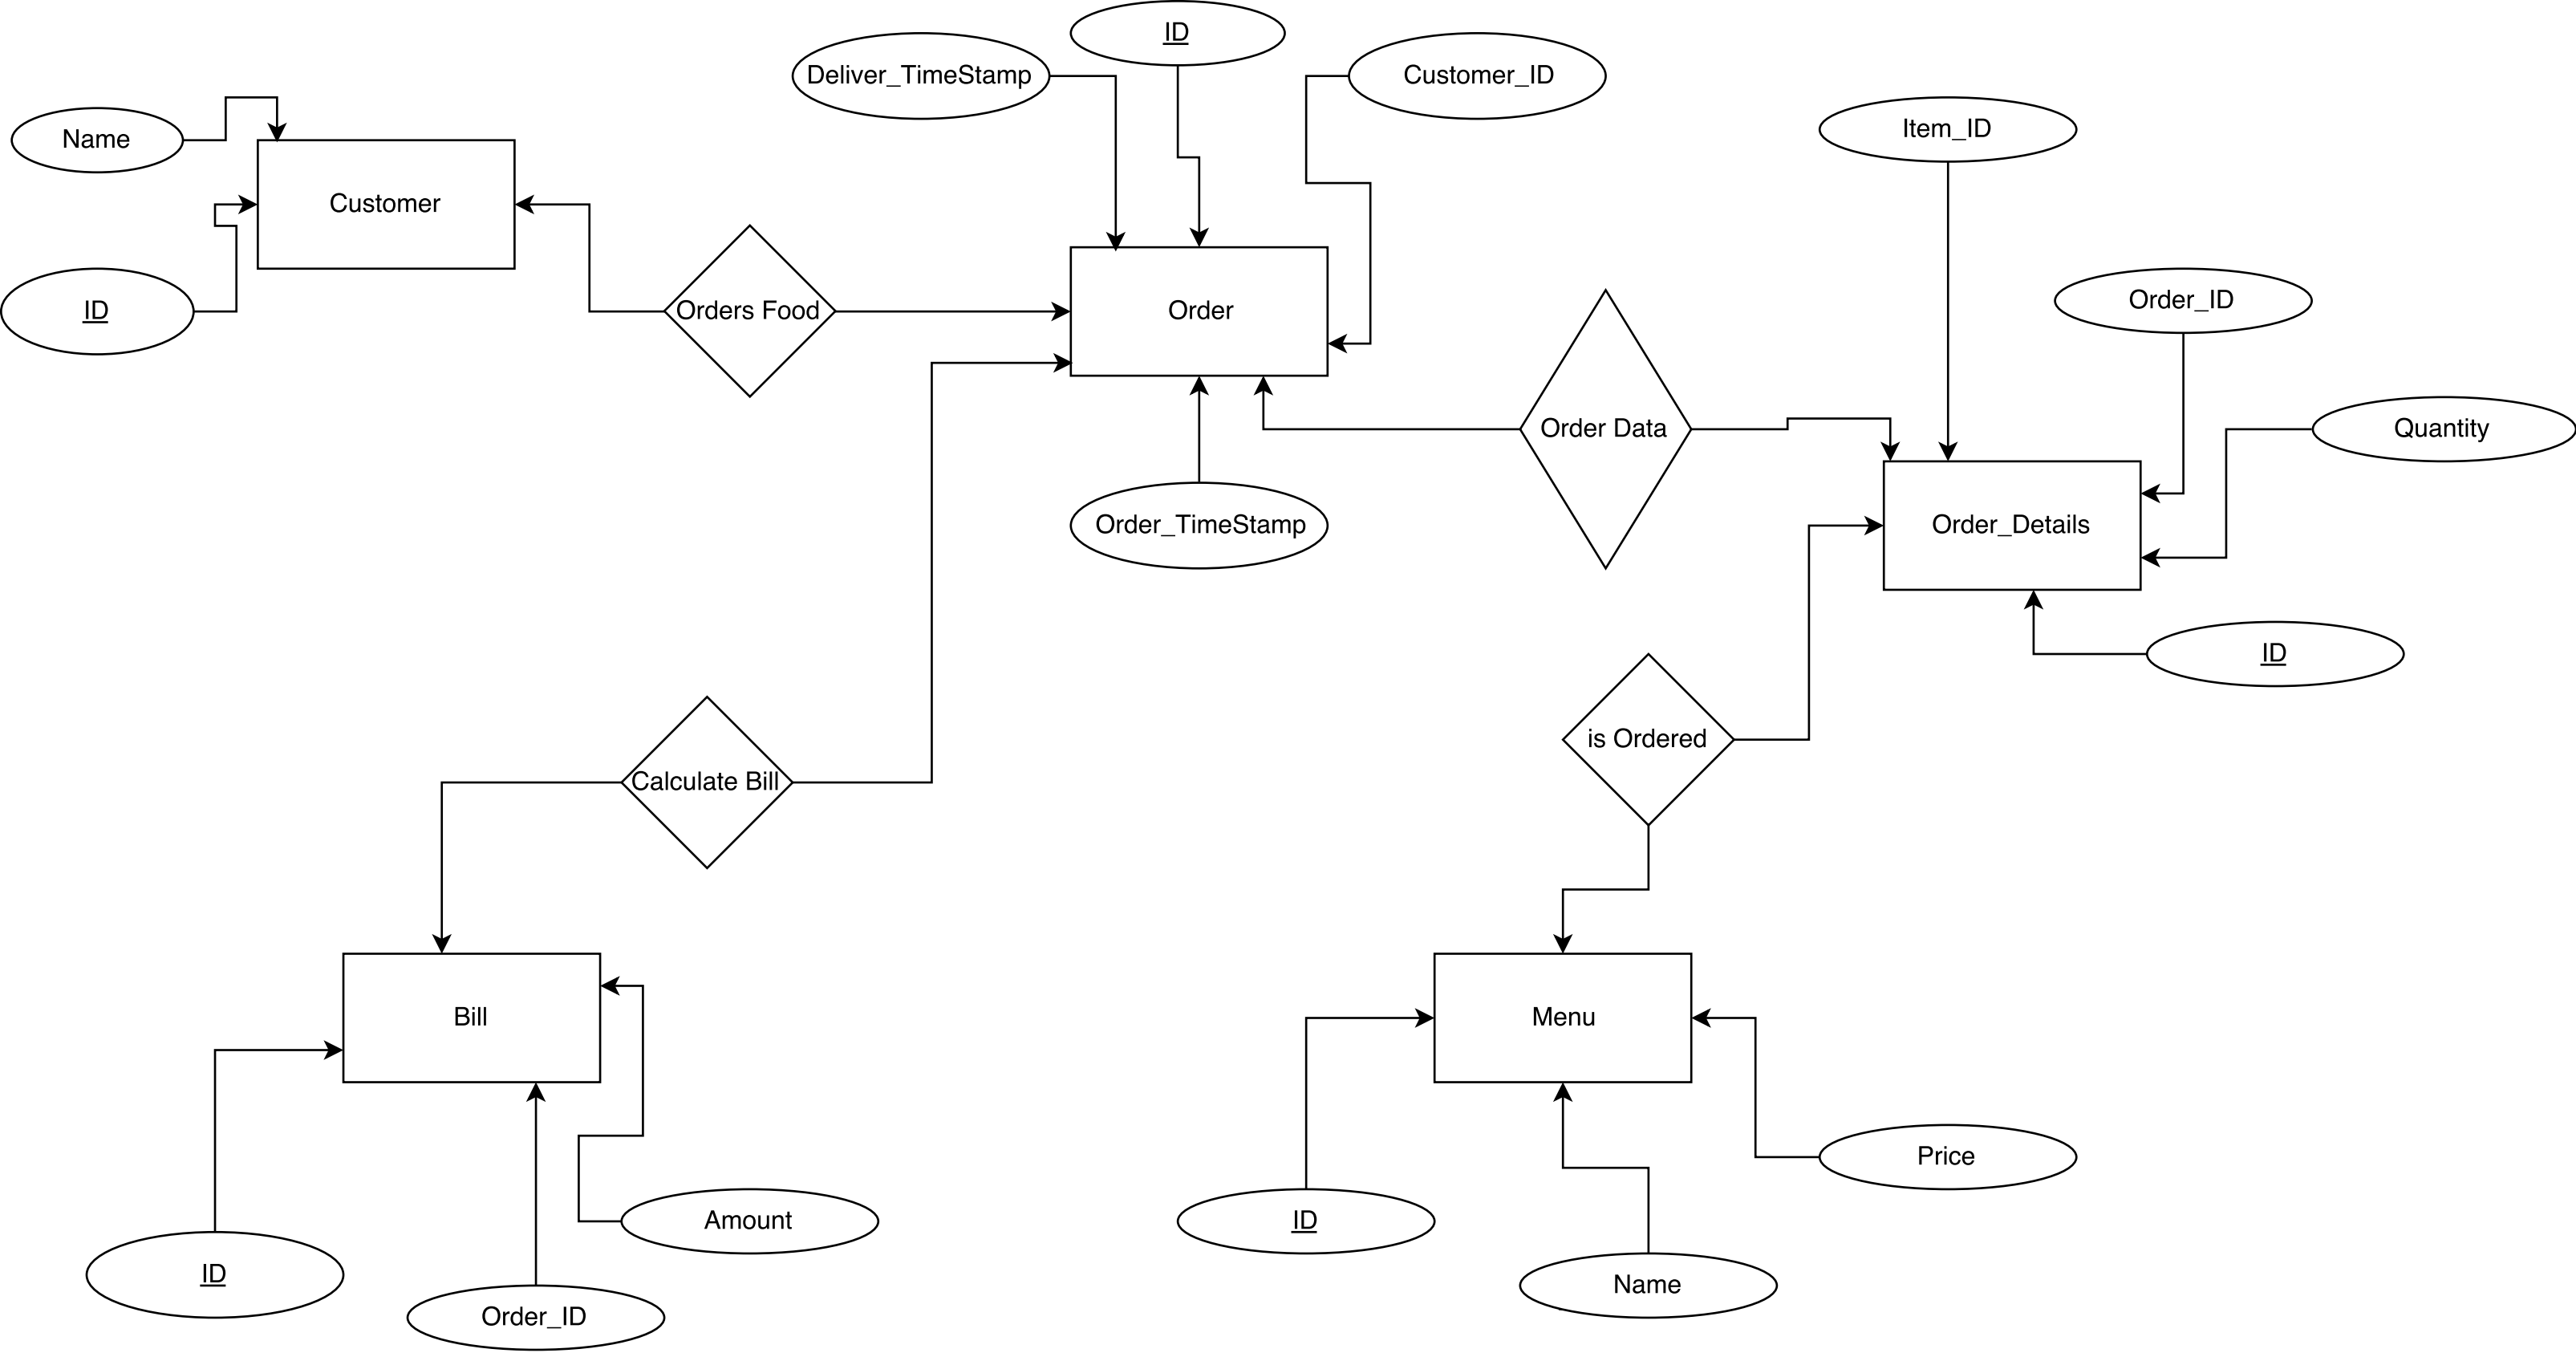 ID
Deliver_TimeStamp
Customer_ID
Item_ID
Name
Customer
Order_ID
ID
Orders Food
Order
Order Data
Quantity
Order_TimeStamp
Order_Details
ID
is Ordered
Calculate Bill
Bill
Menu
Price
Amount
ID
ID
Name
Order_ID